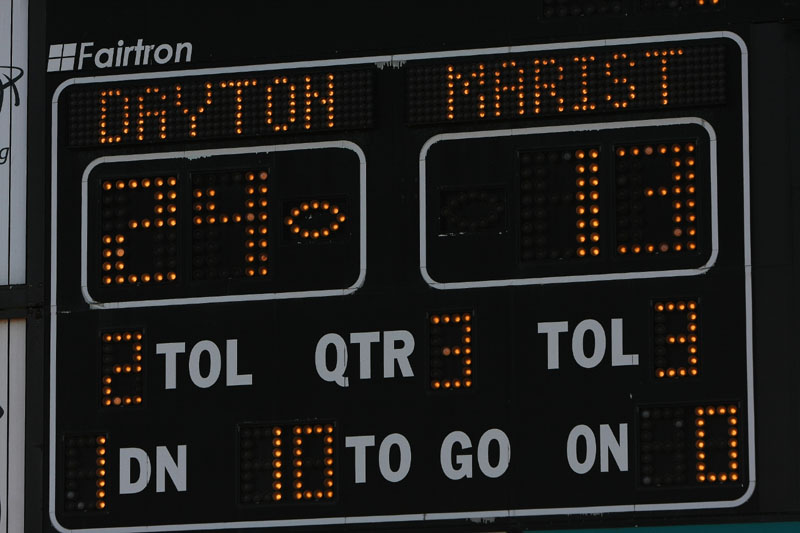 Fairtron
DAYTON MARIST
24 13
2 TOL QTR 3 TOL 3
1 DN 10 TO GO ON 0